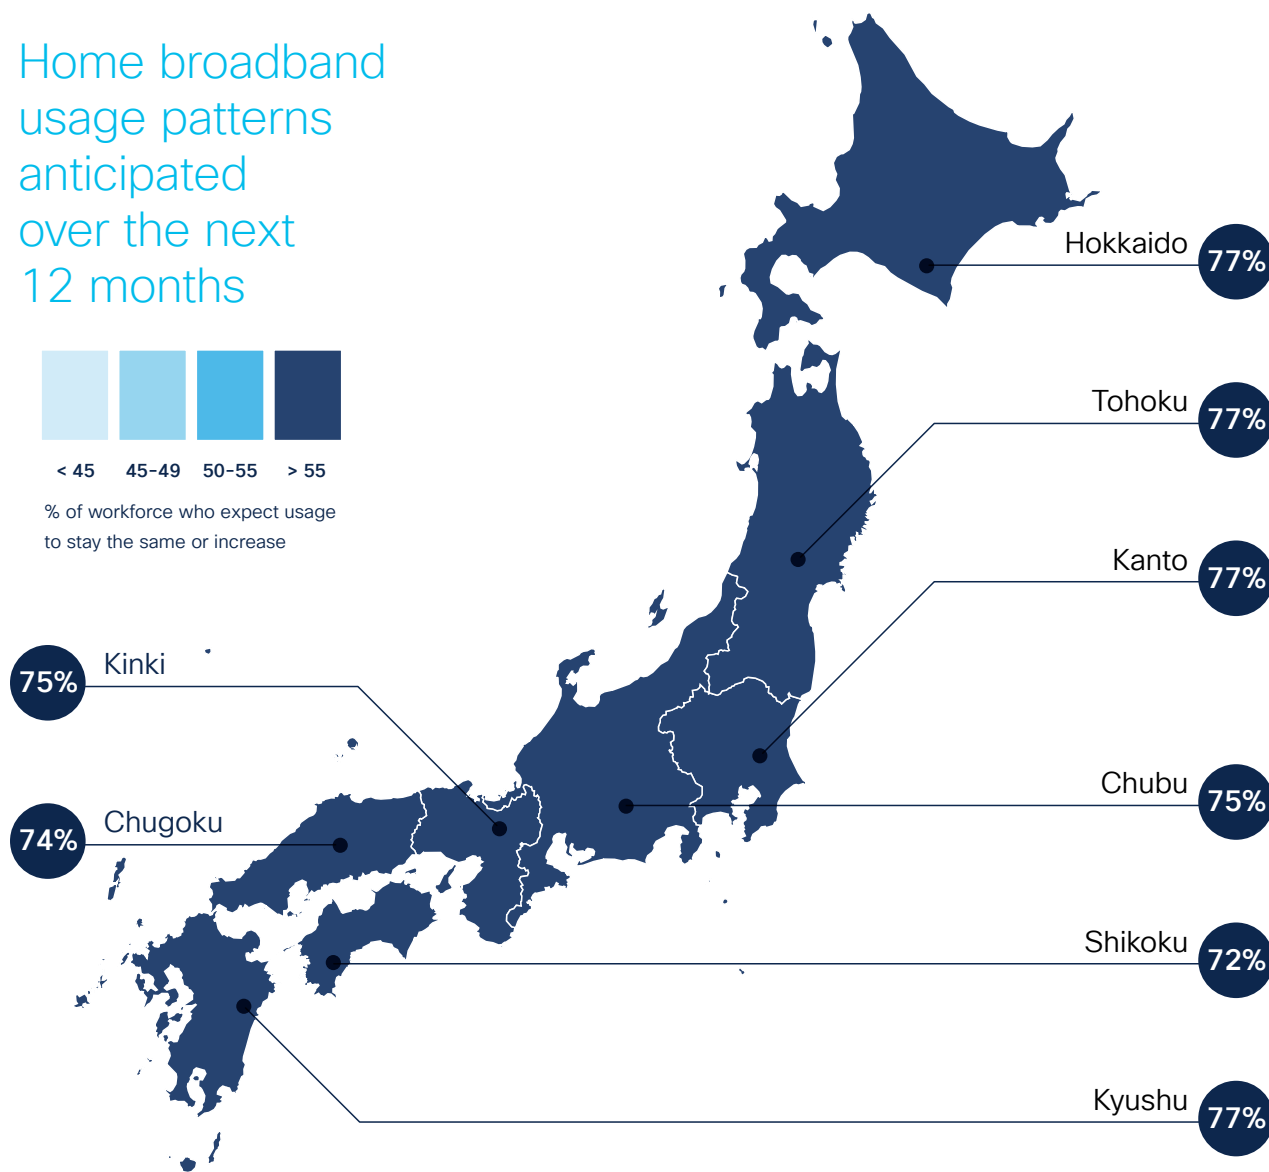 Home broadband
usage patterns
anticipated
over the next
12 months
< 45 45-49 50-55 > 55
% of workforce who expect usage
to stay the same or increase
Hokkaido 77%
Tohoku 77%
Kanto 77%
75% Kinki
Chubu 75%
74% Chugoku
Shikoku 72%
Kyushu 77%